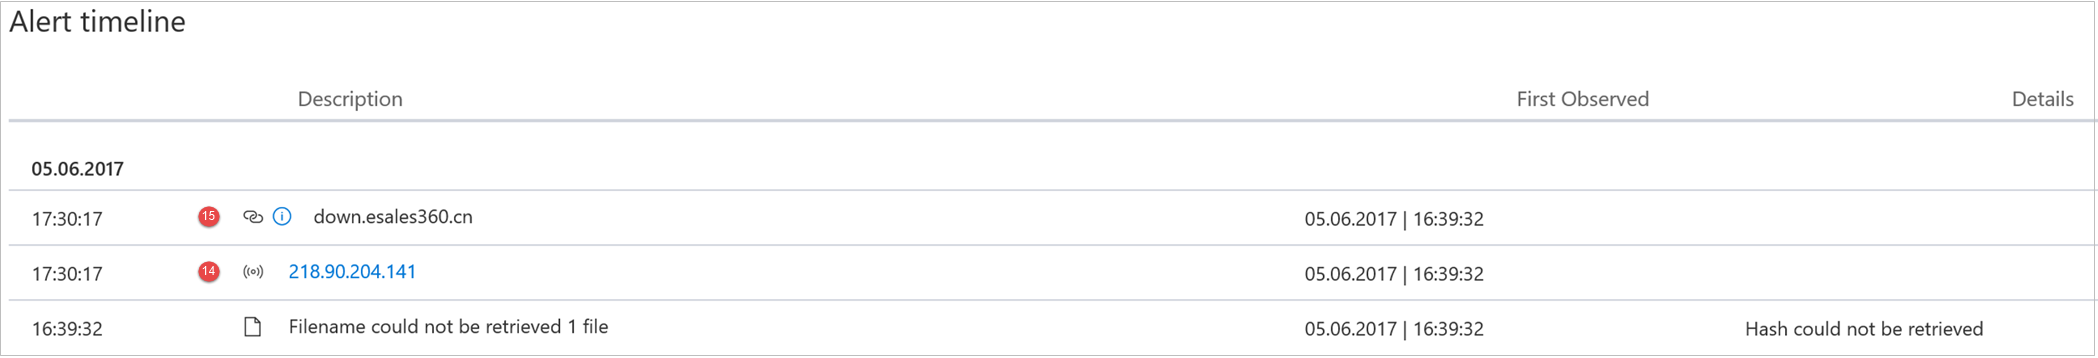 Alert timeline
Description First Observed Details
05.06.2017
17:30:17 15 down.esales360.cn 05.06.2017 | 16:39:32
17:30:17 14 218.90.204.141 05.06.2017 | 16:39:32
16:39:32 Filename could not be retrieved 1 file 05.06.2017 | 16:39:32 Hash could not be retrieved